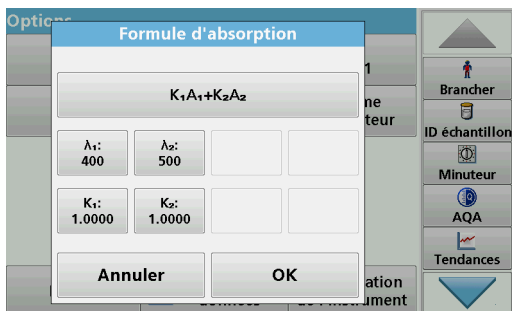 Options
Formule d'absorption
K₁A₁+K₂A₂
λ₁:
400
λ₂:
500
K₁:
1.0000
K₂:
1.0000
Annuler
OK
Brancher
ID échantillon
Minuteur
AQA
Tendances